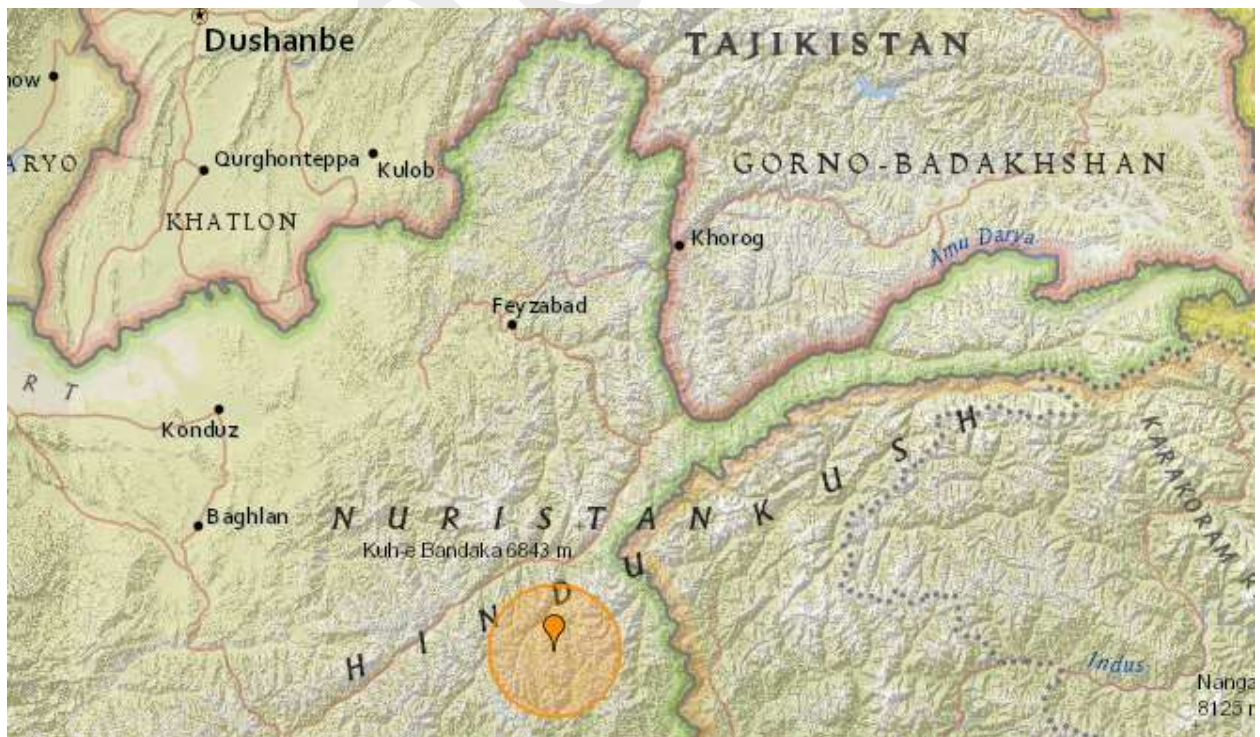 Dushanbe
TAJIKISTAN
now
ARYO
Qurghonteppa
Kulob
GORNO-BADAKHSHAN
KHATLON
Khorog
Amu Darya
Feyzabad
R T
Konduz
HINDU KUSH
KARAKORAM
Baghlan
NURISTAN
Kuh-e Bandaka 6843 m
Indus
Nanga
8125 m